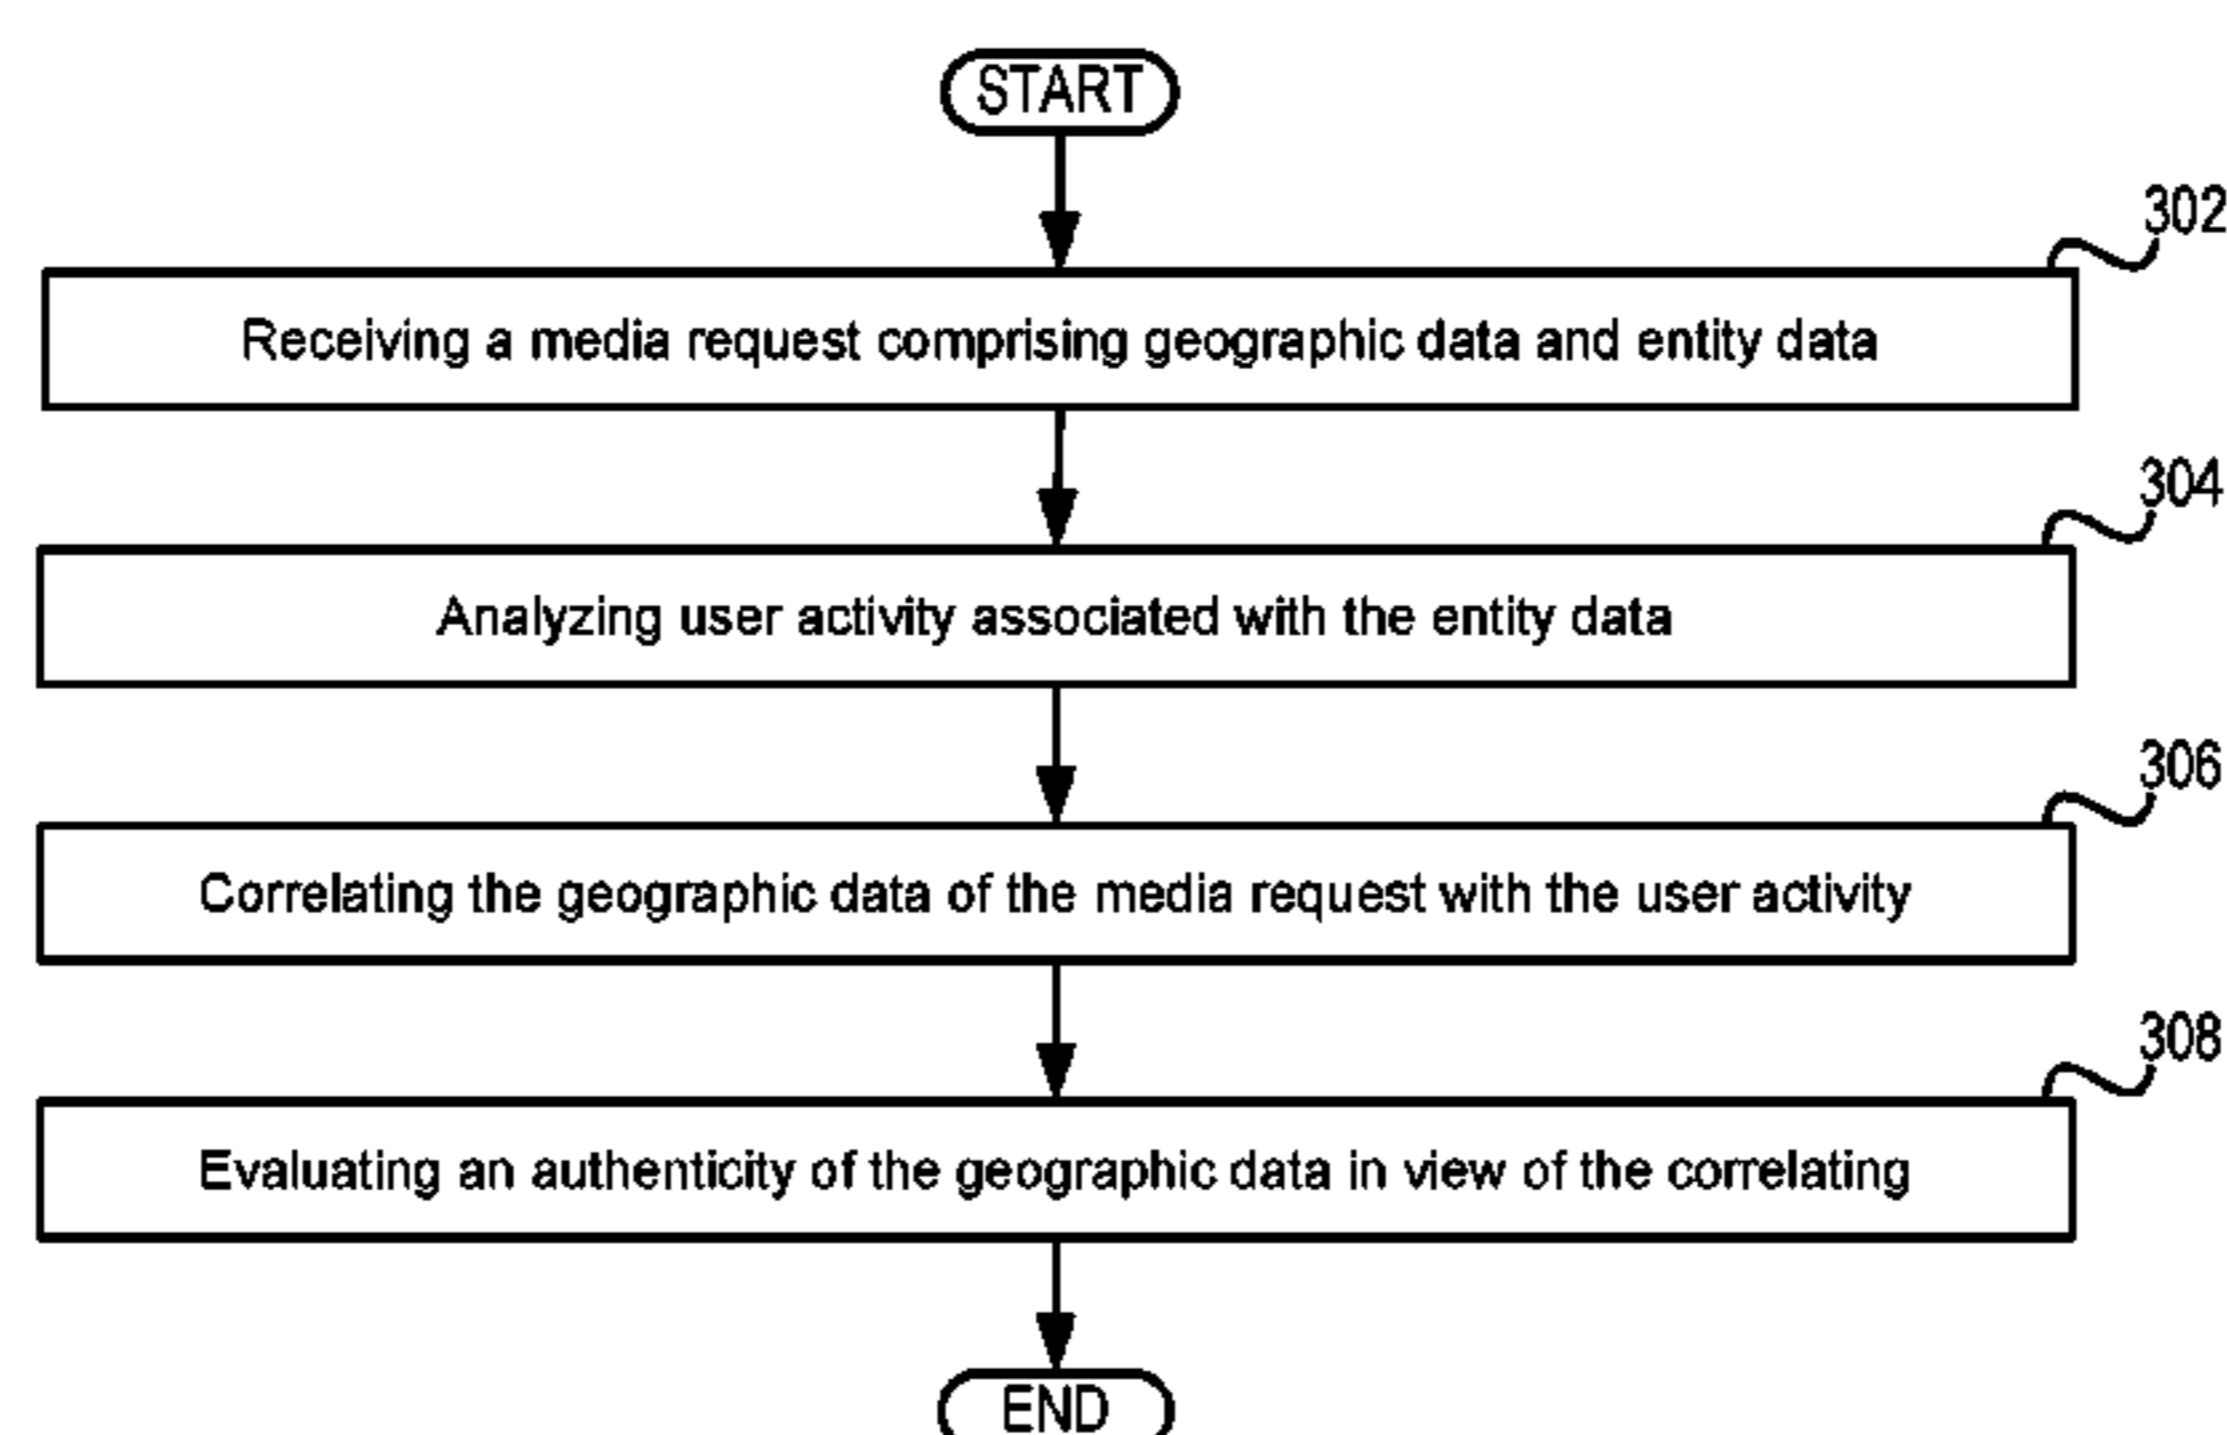 START
302
Receiving a media request comprising geographic data and entity data
304
Analyzing user activity associated with the entity data
306
Correlating the geographic data of the media request with the user activity
308
Evaluating an authenticity of the geographic data in view of the correlating
END